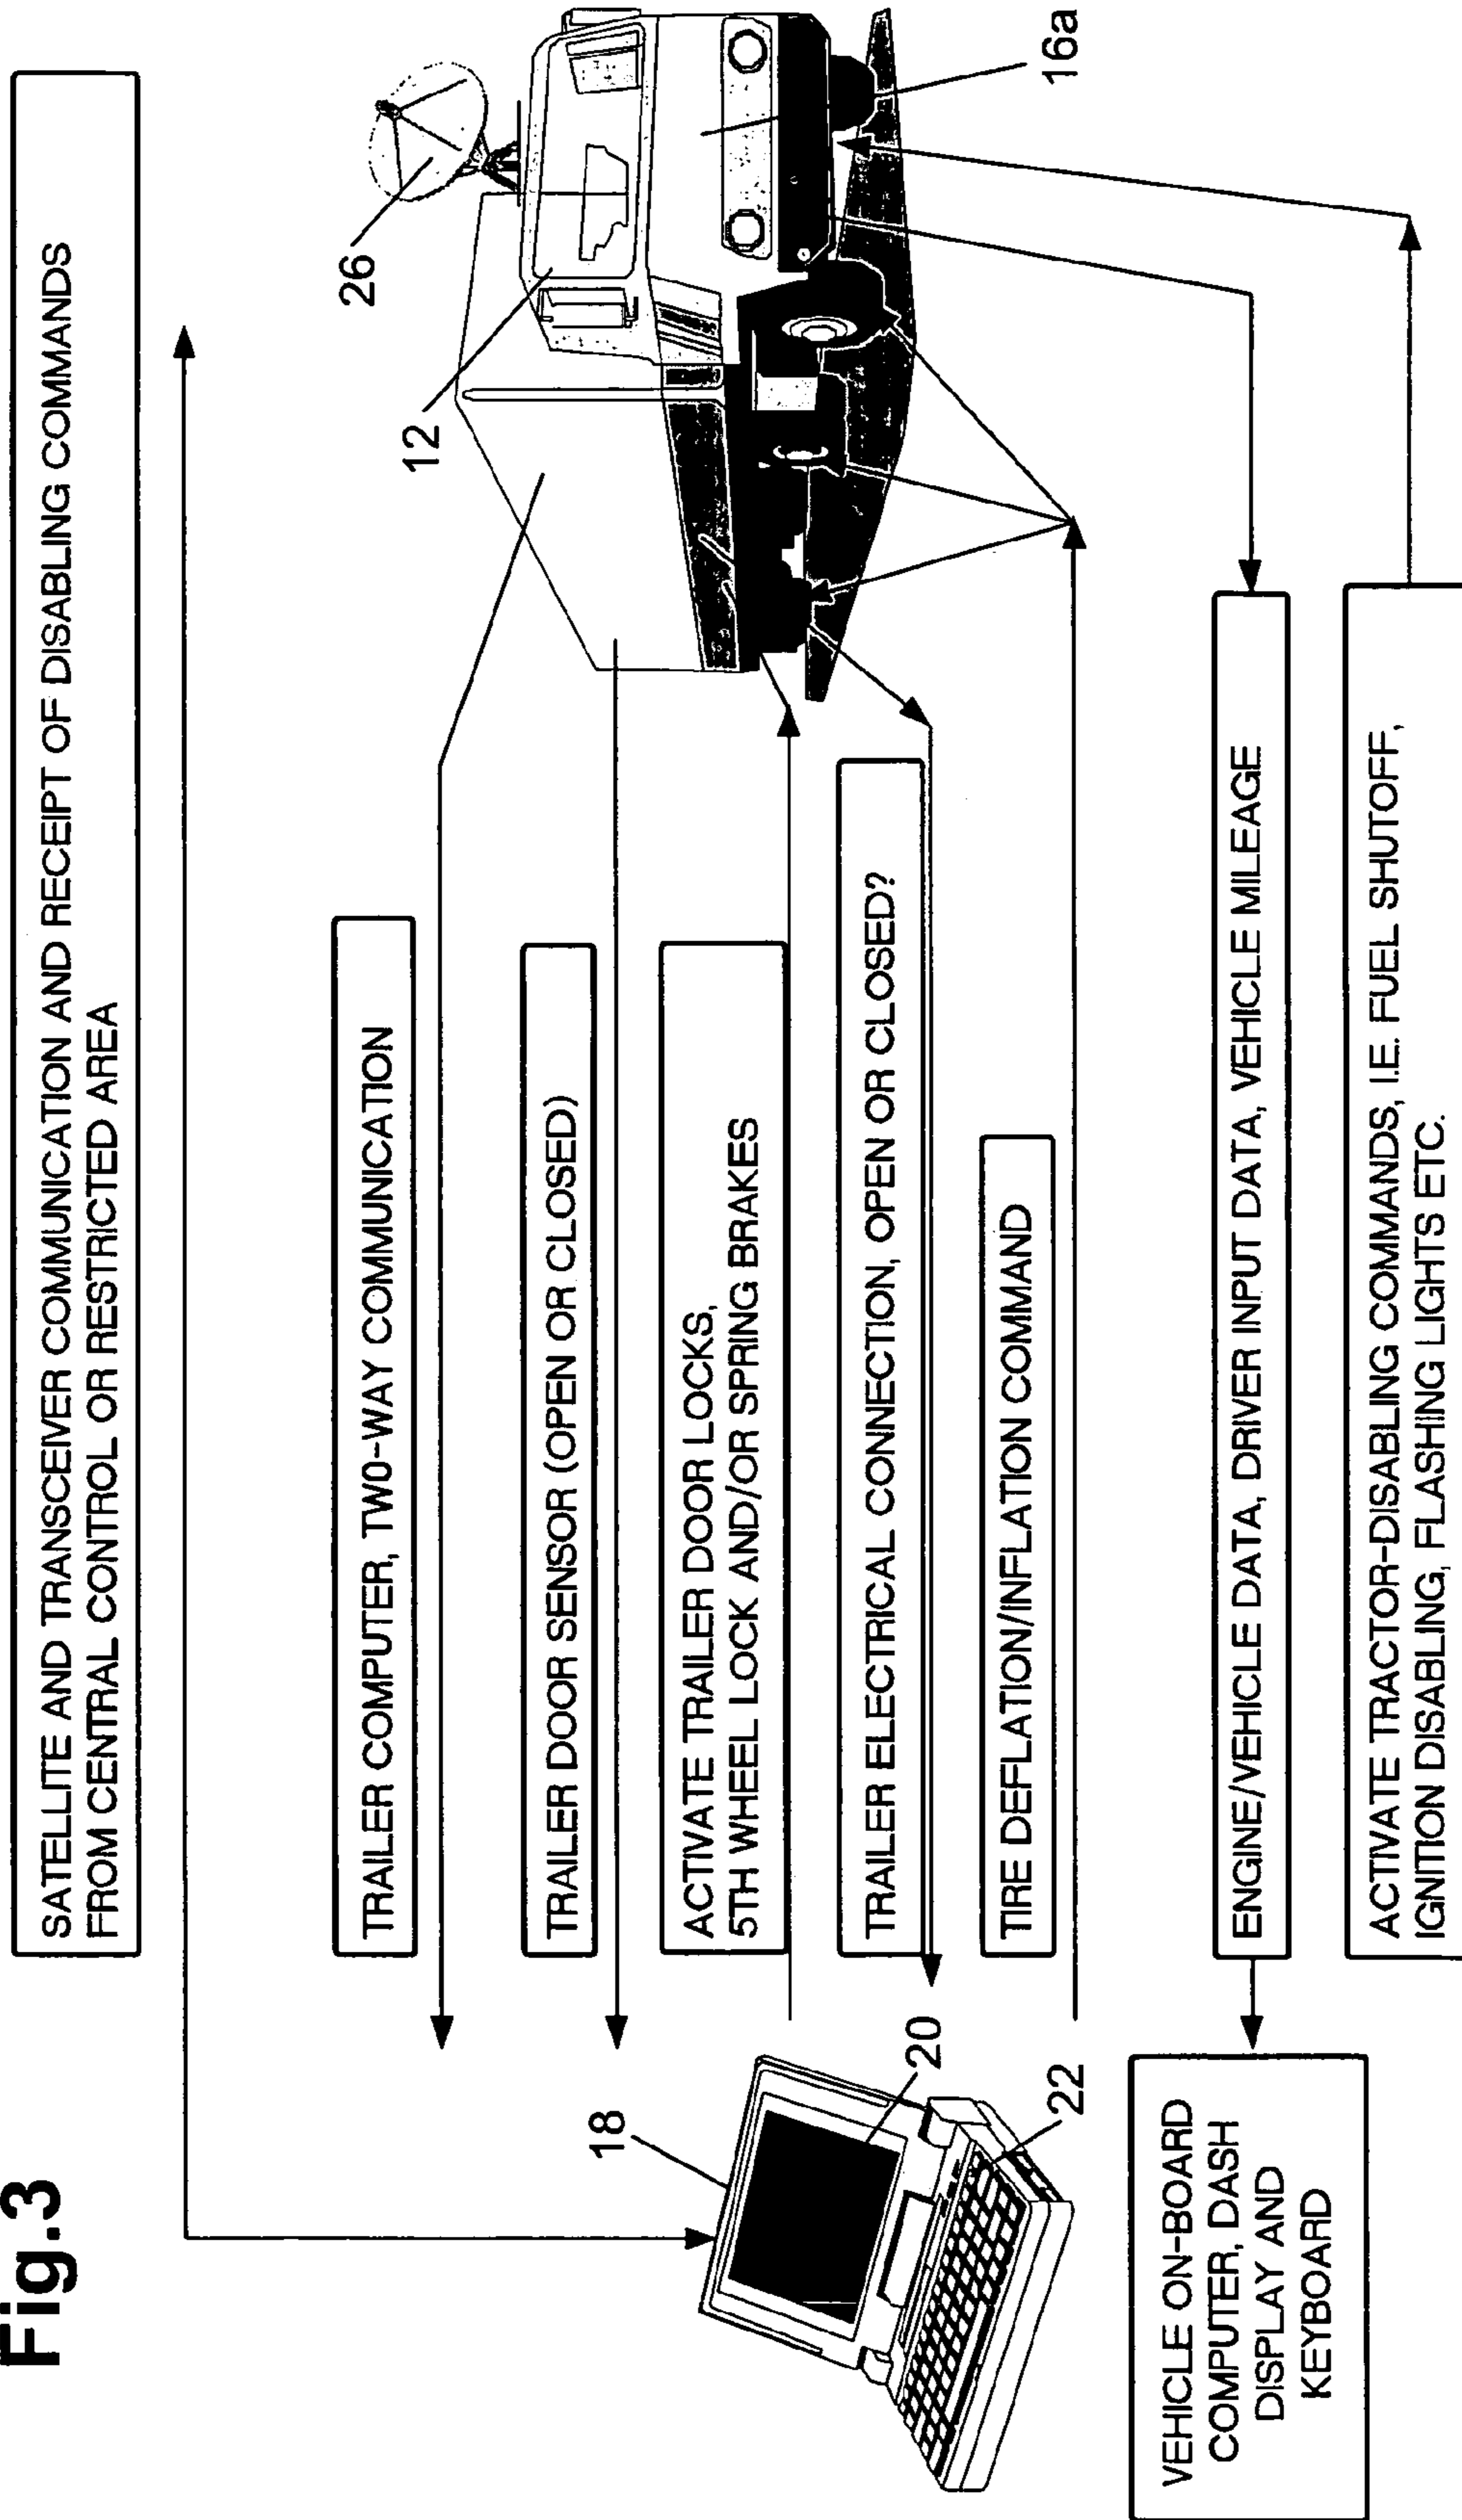 Fig.3
SATELLITE AND TRANSCEIVER COMMUNICATION AND RECEIPT OF DISABLING COMMANDS
FROM CENTRAL CONTROL OR RESTRICTED AREA
26
12
TRAILER COMPUTER, TW0-WAY COMMUNICATION
TRAILER DOOR SENSOR (OPEN OR CLOSED))
18
ACTIVATE TRAILER DOOR LOCKS,
5TH WHEEL LOCK AND/OR SPRING BRAKES
TRAILER ELECTRICAL CONNECTION, OPEN OR CLOSED?
20
TIRE DEFLATION/INFLATION COMMAND
22
16a
VEHICLE ON-BOARD
COMPUTER, DASH
DISPLAY AND
KEYBOARD
ENGINE/VEHICLE DATA, DRIVER INPUT DATA, VEHICLE MILEAGE
ACTIVATE TRACTOR-DISABLING COMMANDS, I.E. FUEL SHUTOFF,
IGNITION DISABLING, FLASHING LIGHTS ETC.